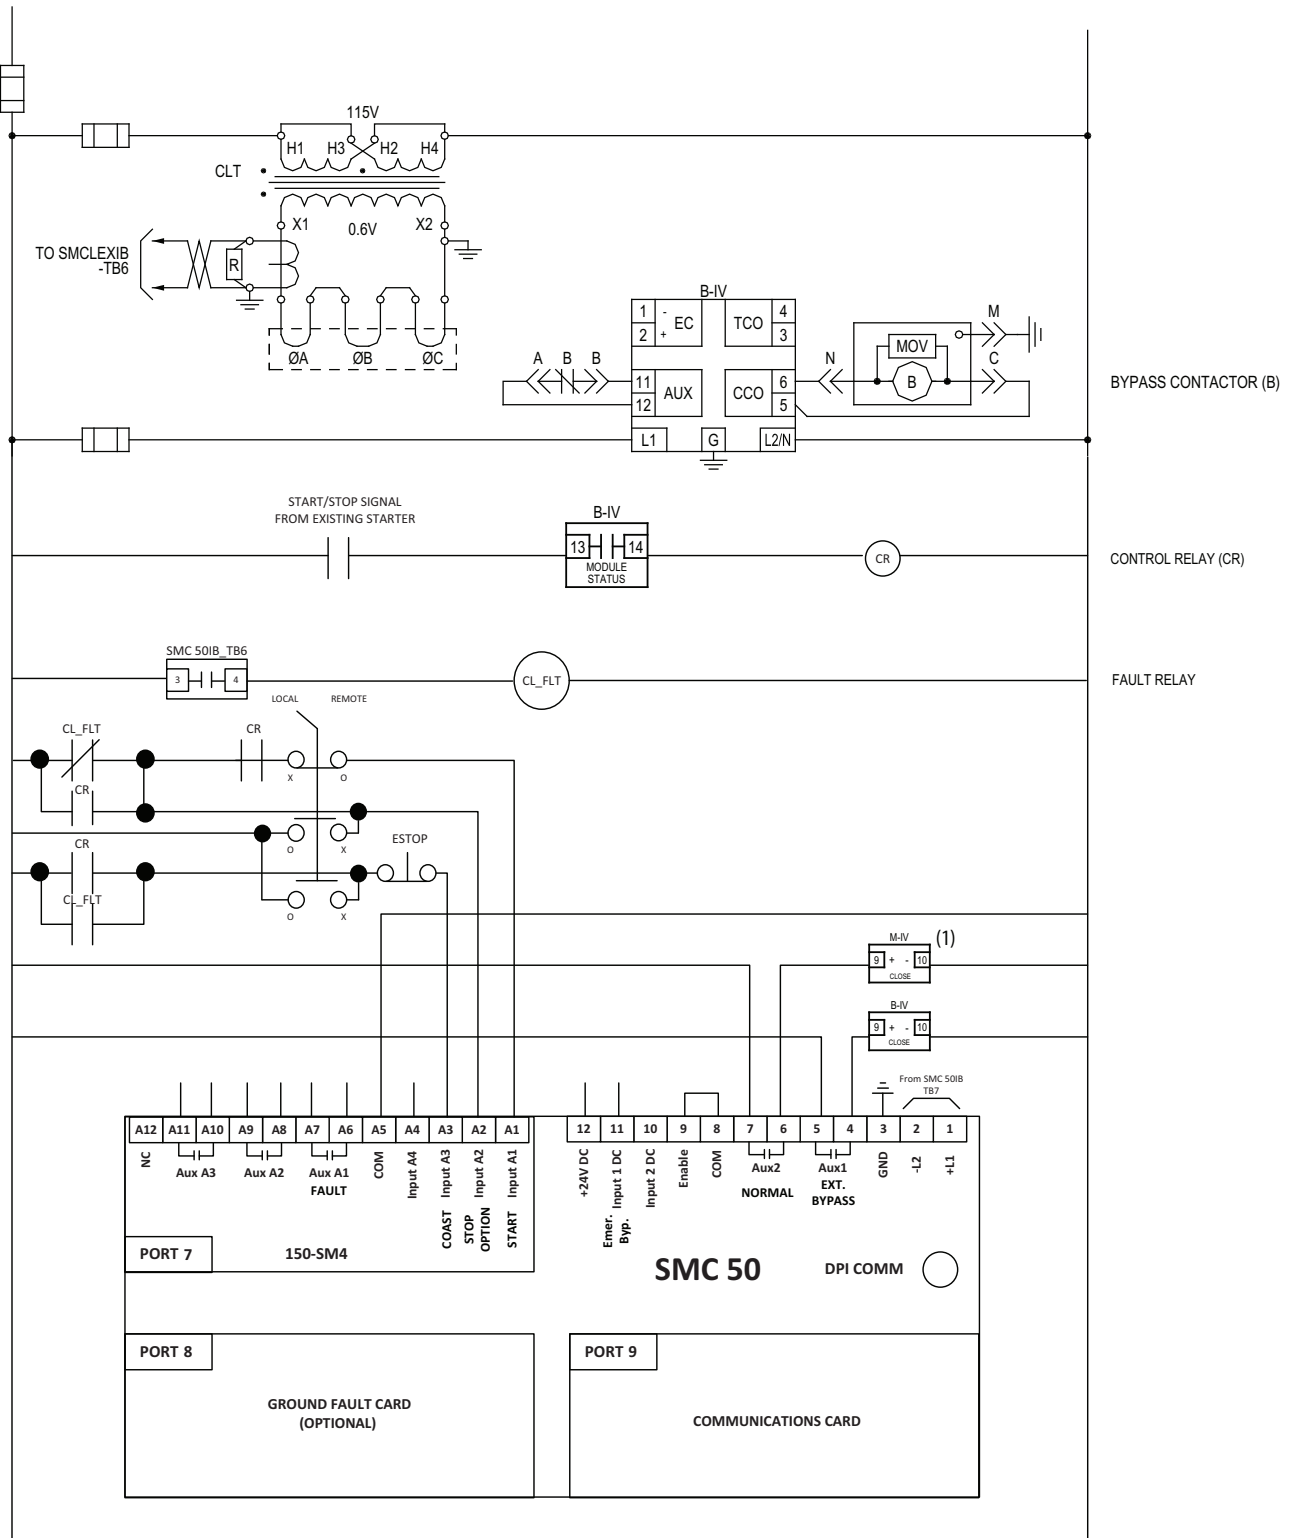 115V
H1 H3 H2 H4
CLT
X1 0.6V X2
TO SMCLEXIB
-TB6
R
ØA ØB ØC
B-IV
1 - EC TCO 4
2 + 3
M
MOV
A B B
N
C
11 AUX CCO 6
12 5
B
BYPASS CONTACTOR (B)
L1 G L2/N
START/STOP SIGNAL
FROM EXISTING STARTER
B-IV
13 14
MODULE
STATUS
CR
CONTROL RELAY (CR)
SMC 50IB_TB6
3 4
CL_FLT
FAULT RELAY
LOCAL REMOTE
CL_FLT
CR
X O
CR
O X
ESTOP
CR
CL_FLT
O X
M-IV (1)
9 + - 10
CLOSE
B-IV
9 + - 10
CLOSE
From SMC 50IB
TB7
A12 A11 A10 A9 A8 A7 A6 A5 A4 A3 A2 A1
12 11 10 9 8 7 6 5 4 3 2 1
NC
Aux A3
Aux A2
Aux A1
FAULT
COM
Input A4
Input A3
COAST
Input A2
STOP
OPTION
Input A1
START
+24V DC
Input 1 DC
Emer.
Byp.
Input 2 DC
Enable
COM
Aux2
NORMAL
Aux1
EXT.
BYPASS
GND
-L2
+L1
PORT 7
150-SM4
SMC 50
DPI COMM
PORT 8
GROUND FAULT CARD
(OPTIONAL)
PORT 9
COMMUNICATIONS CARD